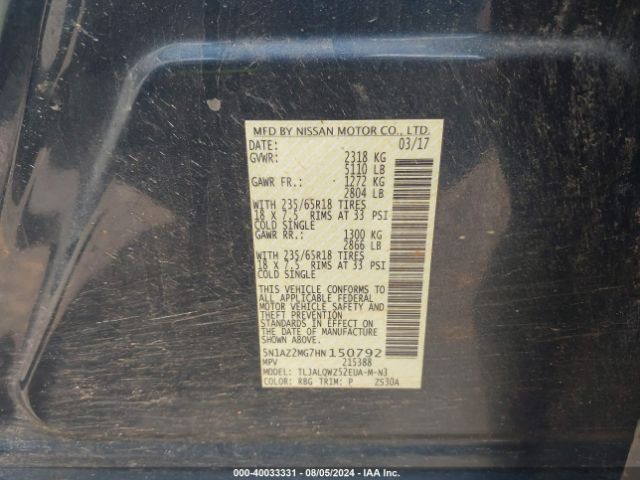 MFD BY NISSAN MOTOR CO., LTD.
DATE: 03/17
GVWR: 2318 KG
5110 LB
GAWR FR.: 1272 KG
2804 LB
WITH 235/65R18 TIRES
18 X 7.5 RIMS AT 33 PSI
COLD SINGLE
GAWR RR.: 1300 KG
2866 LB
WITH 235/65R18 TIRES
18 X 7.5 RIMS AT 33 PSI
COLD SINGLE
THIS VEHICLE CONFORMS TO
ALL APPLICABLE FEDERAL
MOTOR VEHICLE SAFETY AND
THEFT PREVENTION
STANDARDS IN EFFECT ON
THE DATE OF MANUFACTURE
SHOWN ABOVE.
5N1AZ2MG7HN150792
MPV 215388
MODEL: TLJALQWZ52EUA-M-N3
COLOR: RBG TRIM: P ZS30A
000-40033331 - 08/05/2024 - IAA Inc.